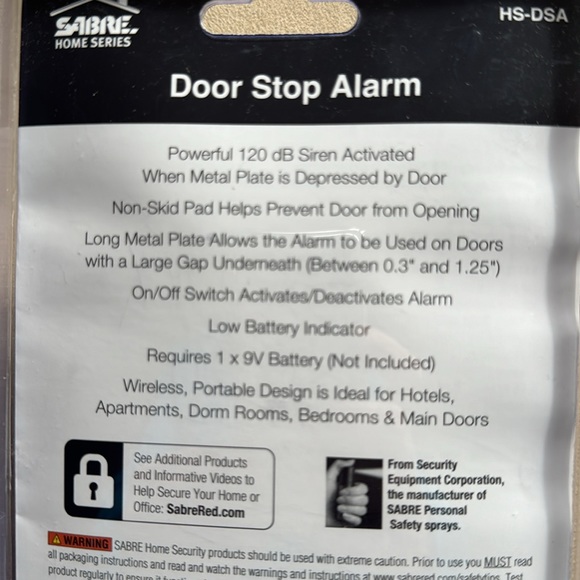 SABRE
HOME SERIES
HS-DSA
Door Stop Alarm
Powerful 120 dB Siren Activated
When Metal Plate is Depressed by Door
Non-Skid Pad Helps Prevent Door from Opening
Long Metal Plate Allows the Alarm to be Used on Doors
with a Large Gap Underneath (Between 0.3" and 1.25")
On/Off Switch Activates/Deactivates Alarm
Low Battery Indicator
Requires 1 x 9V Battery (Not Included)
Wireless, Portable Design is Ideal for Hotels,
Apartments, Dorm Rooms, Bedrooms & Main Doors
See Additional Products
and Informative Videos to
Help Secure Your Home or
Office: SabreRed.com
From Security
Equipment Corporation,
the manufacturer of
SABRE Personal
Safety sprays.
WARNING SABRE Home Security products should be used with extreme caution. Prior to use you MUST read
all packaging instructions and read and watch the warnings and instructions at www.sabrered.com/safetytips. Test
product regularly to ensure it